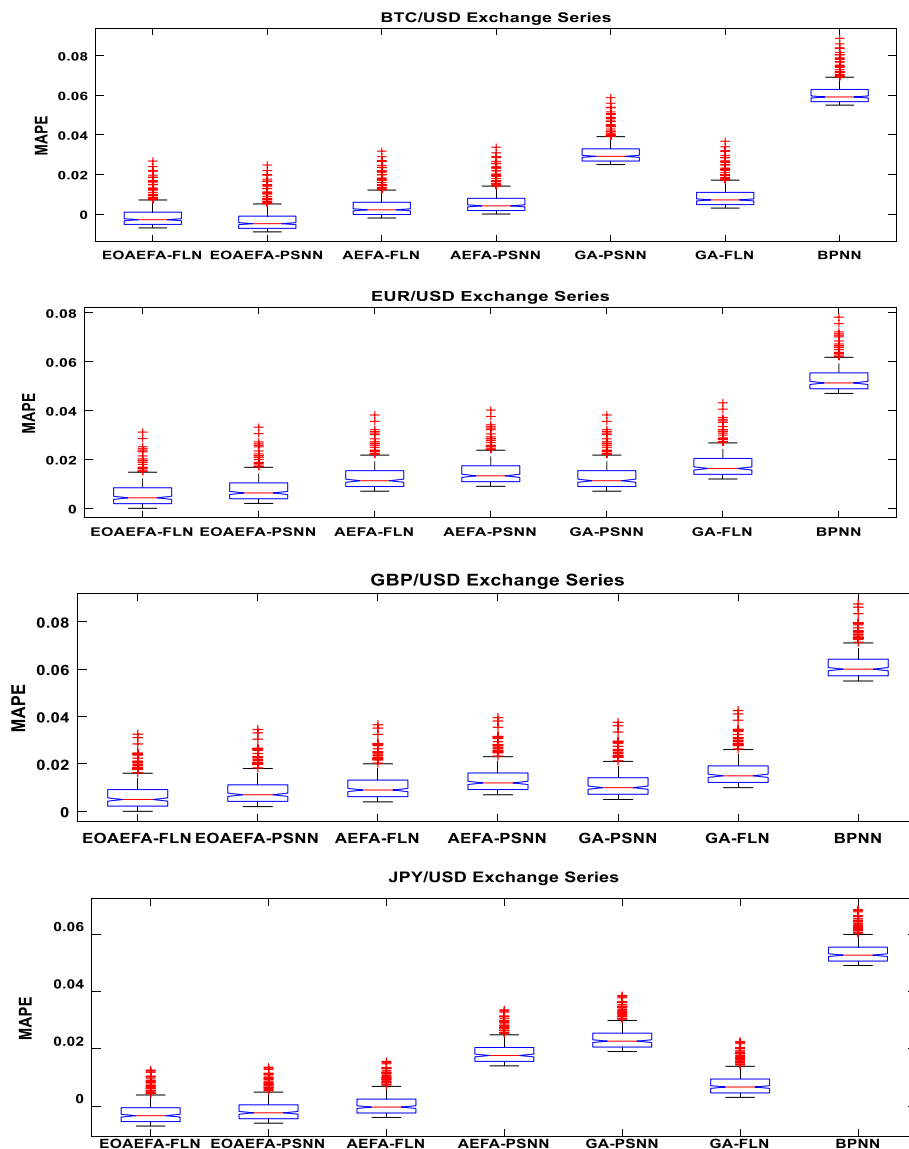 BTC/USD Exchange Series
0.08
0.06
0.04
0.02
0
MAPE
EOAEFA-FLN EOAEFA-PSNN AEFA-FLN AEFA-PSNN GA-PSNN GA-FLN BPNN
EUR/USD Exchange Series
0.08
0.06
0.04
0.02
0
MAPE
EOAEFA-FLN EOAEFA-PSNN AEFA-FLN AEFA-PSNN GA-PSNN GA-FLN BPNN
GBP/USD Exchange Series
0.08
0.06
0.04
0.02
0
MAPE
EOAEFA-FLN EOAEFA-PSNN AEFA-FLN AEFA-PSNN GA-PSNN GA-FLN BPNN
JPY/USD Exchange Series
0.06
0.04
0.02
0
MAPE
EOAEFA-FLN EOAEFA-PSNN AEFA-FLN AEFA-PSNN GA-PSNN GA-FLN BPNN